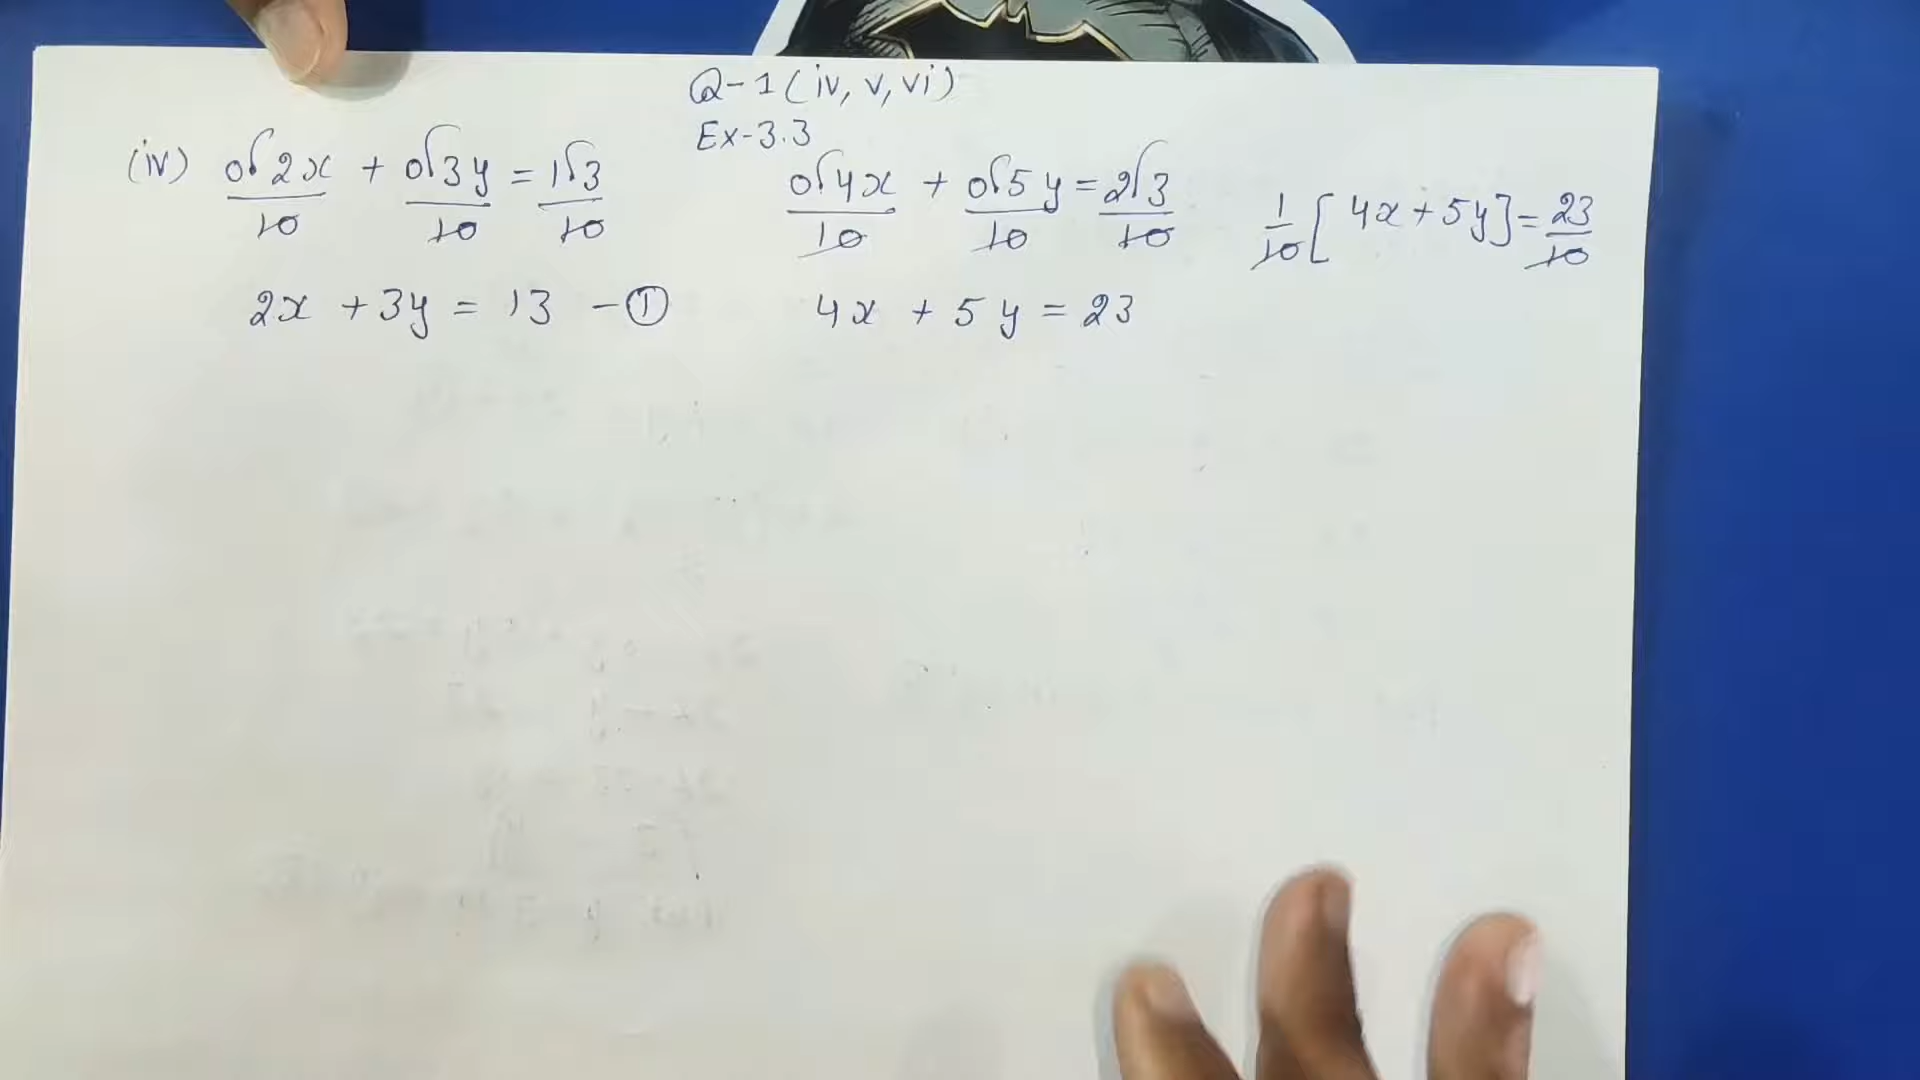 Q-1 (iv, v, vi)
Ex-3.3
(iv) 0.2x/10 + 0.3y/10 = 1.3/10
0.4x/10 + 0.5y/10 = 2.3/10
1/10 [4x + 5y] = 23/10
2x + 3y = 13 - ①
4x + 5y = 23